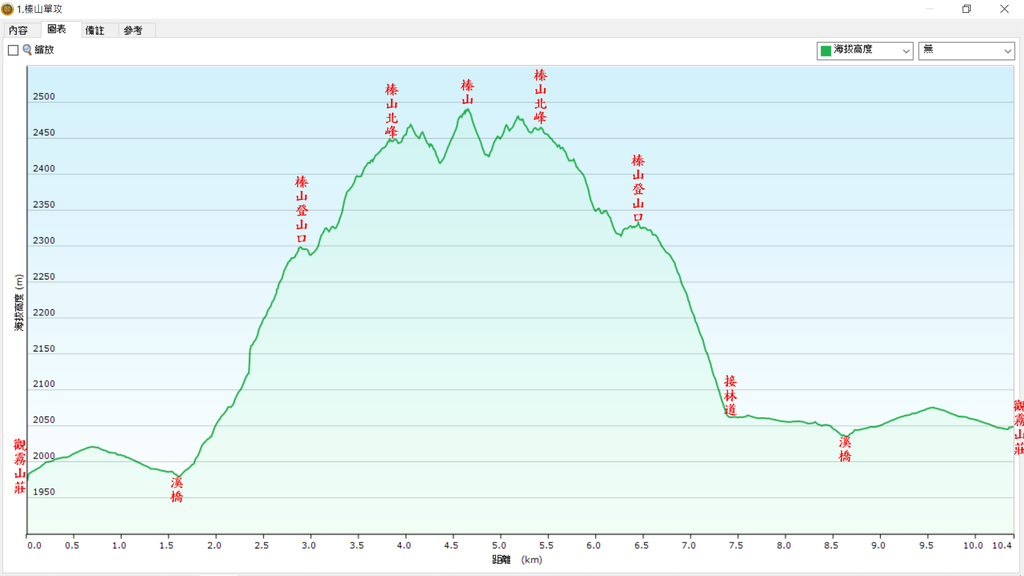 1.榛山單攻
內容 圖表 備註 參考
縮放
海拔高度 無
榛山北峰
榛山
榛山北峰
榛山登山口
榛山登山口
接林道
觀霧山莊
溪橋
溪橋
觀霧山莊
2500
2450
2400
2350
2300
2250
2200
2150
2100
2050
2000
1950
海拔高度 (m)
0.0 0.5 1.0 1.5 2.0 2.5 3.0 3.5 4.0 4.5 5.0 5.5 6.0 6.5 7.0 7.5 8.0 8.5 9.0 9.5 10.0 10.4
距離 (km)